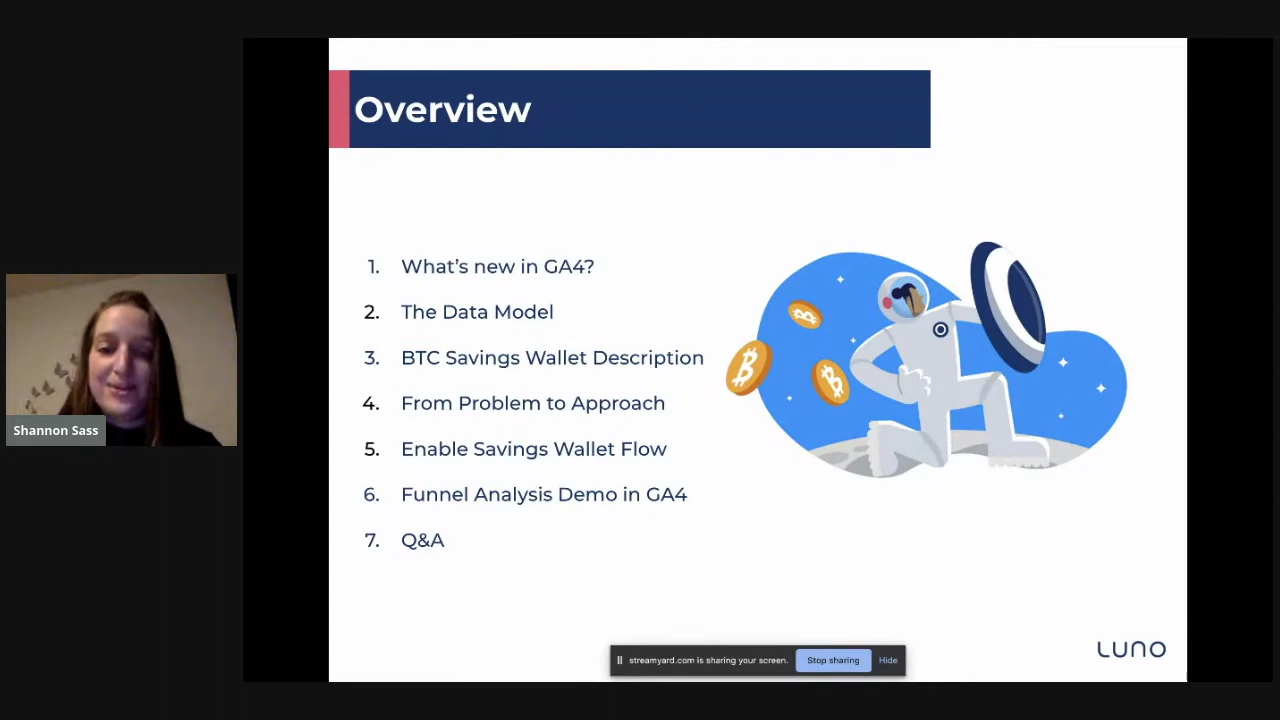 Overview
1. What's new in GA4?
2. The Data Model
3. BTC Savings Wallet Description
4. From Problem to Approach
5. Enable Savings Wallet Flow
6. Funnel Analysis Demo in GA4
7. Q&A
Shannon Sass
streamyard.com is sharing your screen.
Stop sharing
Hide
LUNO